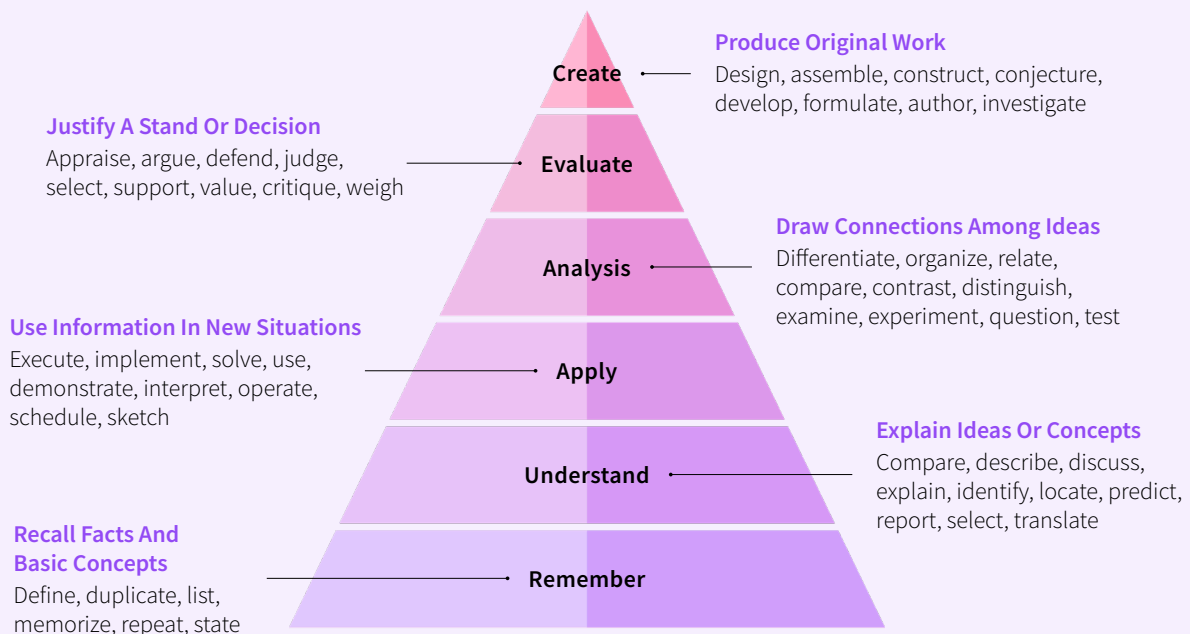 Create
Produce Original Work
Design, assemble, construct, conjecture,
develop, formulate, author, investigate
Justify A Stand Or Decision
Appraise, argue, defend, judge,
select, support, value, critique, weigh
Evaluate
Analysis
Draw Connections Among Ideas
Differentiate, organize, relate,
compare, contrast, distinguish,
examine, experiment, question, test
Use Information In New Situations
Execute, implement, solve, use,
demonstrate, interpret, operate,
schedule, sketch
Apply
Understand
Explain Ideas Or Concepts
Compare, describe, discuss,
explain, identify, locate, predict,
report, select, translate
Recall Facts And
Basic Concepts
Define, duplicate, list,
memorize, repeat, state
Remember